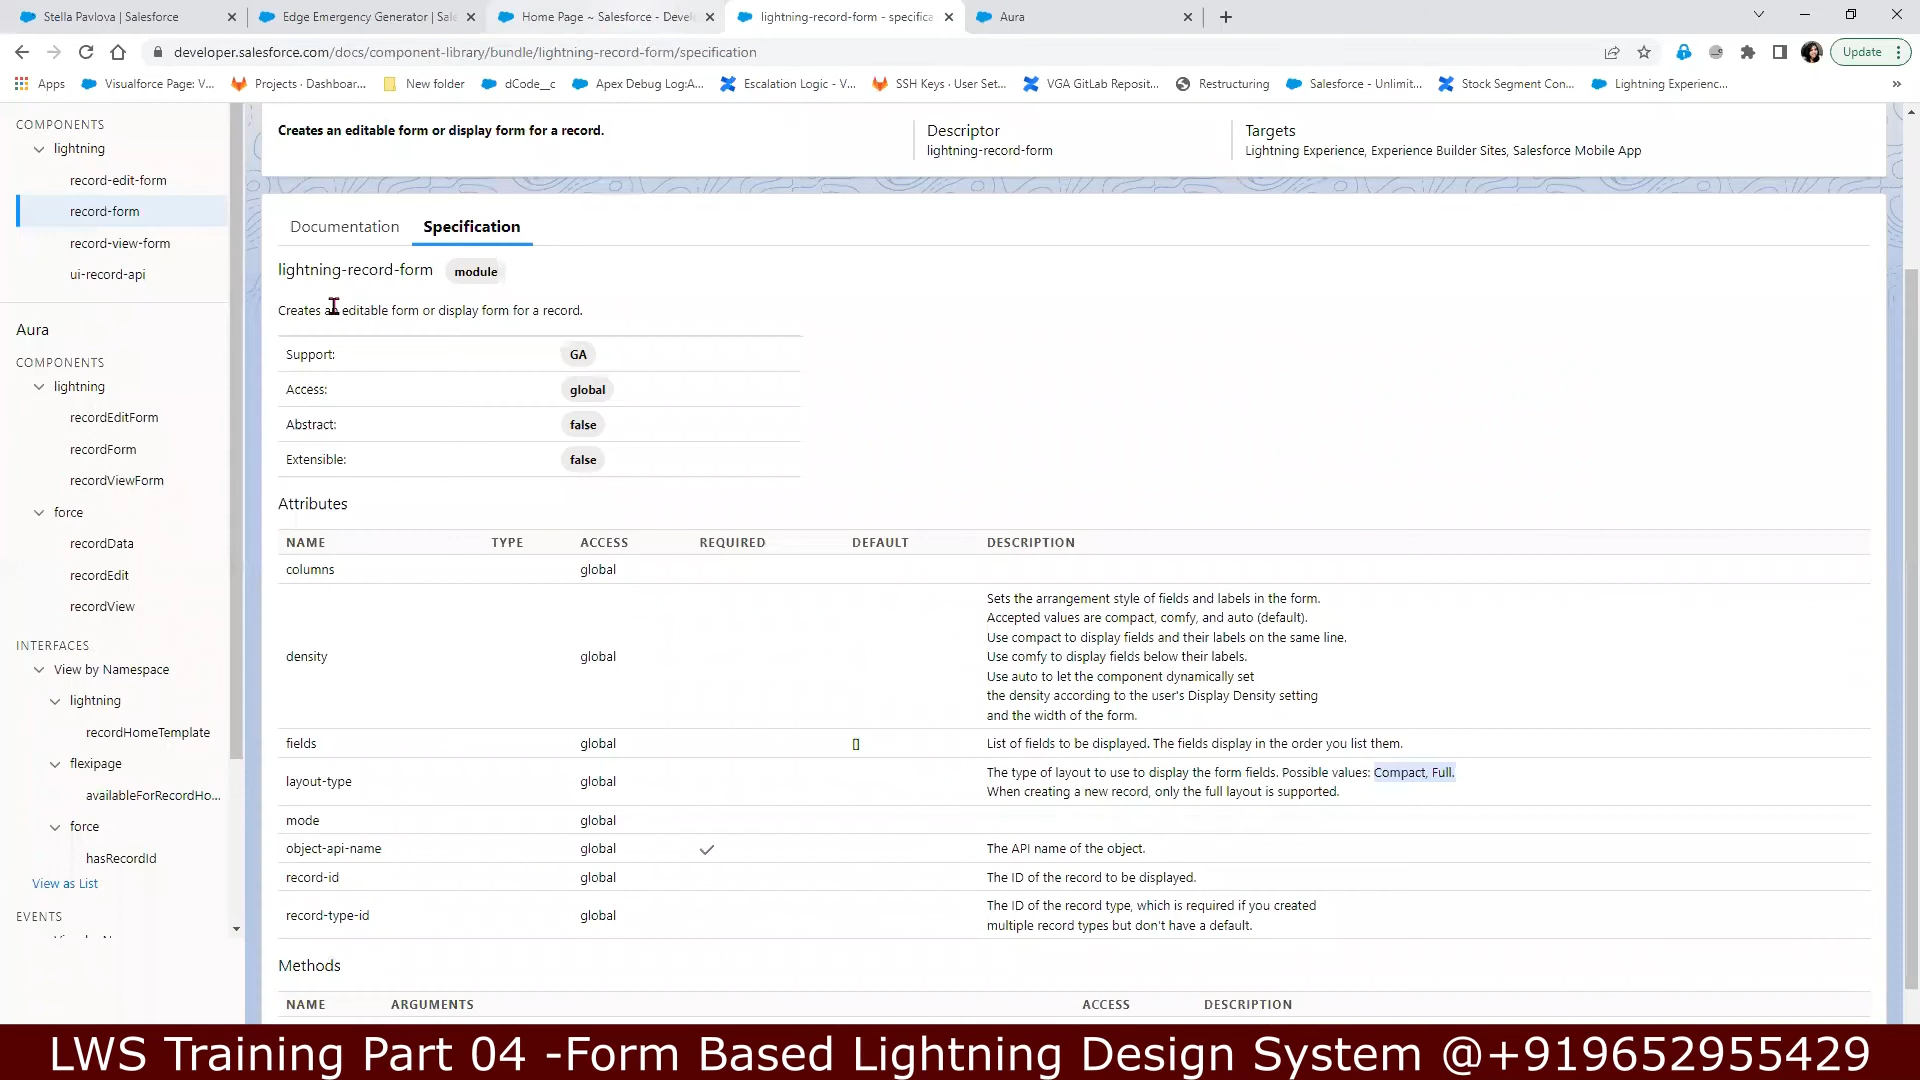 Stella Pavlova | Salesforce
Edge Emergency Generator | Sale
Home Page ~ Salesforce - Devel
lightning-record-form - specifica
Aura
developer.salesforce.com/docs/component-library/bundle/lightning-record-form/specification
Update
Apps
Visualforce Page: V...
Projects · Dashboar...
New folder
dCode__c
Apex Debug Log:A...
Escalation Logic - V...
SSH Keys · User Set...
VGA GitLab Reposit...
Restructuring
Salesforce - Unlimit...
Stock Segment Con...
Lightning Experienc...
»
COMPONENTS
lightning
record-edit-form
record-form
record-view-form
ui-record-api
Aura
COMPONENTS
lightning
recordEditForm
recordForm
recordViewForm
force
recordData
recordEdit
recordView
INTERFACES
View by Namespace
lightning
recordHomeTemplate
flexipage
availableForRecordHo...
force
hasRecordId
View as List
EVENTS
Creates an editable form or display form for a record.
Descriptor
lightning-record-form
Targets
Lightning Experience, Experience Builder Sites, Salesforce Mobile App
Documentation
Specification
lightning-record-form module
Creates an editable form or display form for a record.
Support: GA
Access: global
Abstract: false
Extensible: false
Attributes
NAME TYPE ACCESS REQUIRED DEFAULT DESCRIPTION
columns global
density global
Sets the arrangement style of fields and labels in the form.
Accepted values are compact, comfy, and auto (default).
Use compact to display fields and their labels on the same line.
Use comfy to display fields below their labels.
Use auto to let the component dynamically set
the density according to the user's Display Density setting
and the width of the form.
fields global [] List of fields to be displayed. The fields display in the order you list them.
layout-type global
The type of layout to use to display the form fields. Possible values: Compact, Full.
When creating a new record, only the full layout is supported.
mode global
object-api-name global The API name of the object.
record-id global The ID of the record to be displayed.
record-type-id global
The ID of the record type, which is required if you created
multiple record types but don't have a default.
Methods
NAME ARGUMENTS ACCESS DESCRIPTION
LWS Training Part 04 -Form Based Lightning Design System @+919652955429